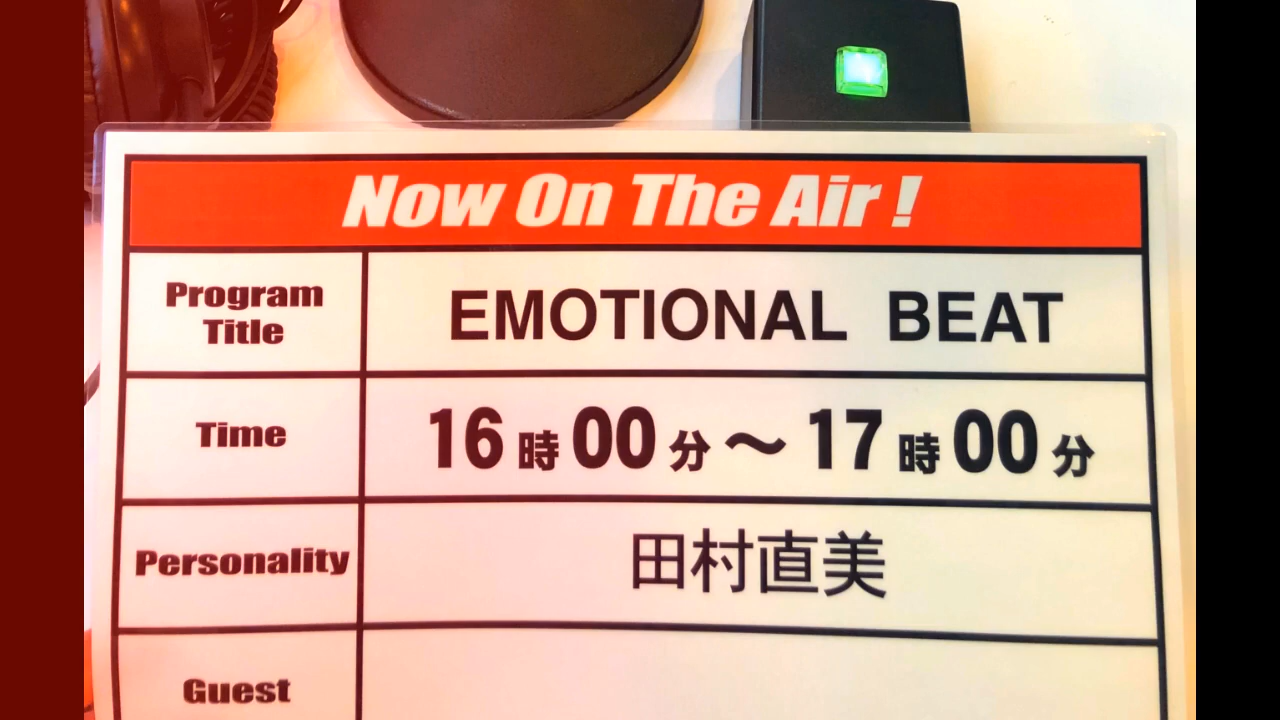 Now On The Air !
Program
Title
EMOTIONAL BEAT
Time
16時00分〜17時00分
Personality
田村直美
Guest